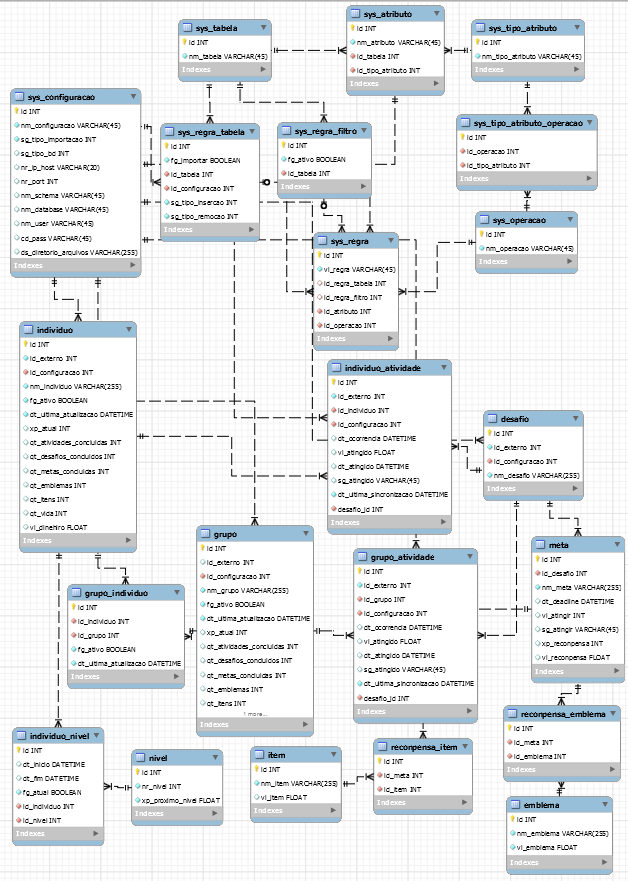 sys_tabela
id INT
nm_tabela VARCHAR(45)
Indexes
sys_atributo
id INT
nm_atributo VARCHAR(45)
id_tabela INT
id_tipo_atributo INT
Indexes
sys_tipo_atributo
id INT
nm_tipo_atributo VARCHAR(45)
Indexes
sys_configuracao
id INT
nm_configuracao VARCHAR(45)
sg_tipo_importacao INT
sg_tipo_bd INT
nr_ip_host VARCHAR(20)
nr_port INT
nm_schema VARCHAR(45)
nm_database VARCHAR(45)
nm_user VARCHAR(45)
cd_pass VARCHAR(45)
ds_diretorio_arquivos VARCHAR(255)
Indexes
sys_regra_tabela
id INT
fg_importar BOOLEAN
id_tabela INT
id_configuracao INT
sg_tipo_insercao INT
sg_tipo_remocao INT
Indexes
sys_regra_filtro
id INT
fg_ativo BOOLEAN
id_tabela INT
Indexes
sys_tipo_atributo_operacao
id INT
id_operacao INT
id_tipo_atributo INT
Indexes
sys_operacao
id INT
nm_operacao VARCHAR(45)
Indexes
sys_regra
id INT
vl_regra VARCHAR(45)
id_regra_tabela INT
id_regra_filtro INT
id_atributo INT
id_operacao INT
Indexes
individuo
id INT
id_externo INT
id_configuracao INT
nm_individuo VARCHAR(255)
fg_ativo BOOLEAN
dt_ultima_atualizacao DATETIME
xp_atual INT
qt_atividades_concluidas INT
qt_desafios_concluidos INT
qt_metas_concluidas INT
qt_emblemas INT
qt_itens INT
qt_vida INT
vl_dinehiro FLOAT
Indexes
individuo_atividade
id INT
id_externo INT
id_individuo INT
id_configuracao INT
dt_ocorrencia DATETIME
vl_atingido FLOAT
dt_atingido DATETIME
sg_atingido VARCHAR(45)
dt_ultima_sincronizacao DATETIME
desafio_id INT
Indexes
desafio
id INT
id_externo INT
id_configuracao INT
nm_desafio VARCHAR(255)
Indexes
grupo
id INT
id_externo INT
id_configuracao INT
nm_grupo VARCHAR(255)
fg_ativo BOOLEAN
dt_ultima_atualizacao DATETIME
xp_atual INT
qt_atividades_concluidas INT
qt_desafios_concluidos INT
qt_metas_concluidas INT
qt_emblemas INT
qt_itens INT
1 more...
Indexes
grupo_atividade
id INT
id_externo INT
id_grupo INT
id_configuracao INT
dt_ocorrencia DATETIME
vl_atingido FLOAT
dt_atingido DATETIME
sg_atingido VARCHAR(45)
dt_ultima_sincronizacao DATETIME
desafio_id INT
Indexes
meta
id INT
id_desafio INT
nm_meta VARCHAR(255)
dt_deadline DATETIME
vl_atingir INT
sg_atingir VARCHAR(45)
xp_reconpensa INT
vl_reconpensa FLOAT
Indexes
grupo_individuo
id INT
id_individuo INT
id_grupo INT
fg_ativo BOOLEAN
dt_ultima_atualizacao DATETIME
Indexes
individuo_nivel
id INT
dt_inicio DATETIME
dt_fim DATETIME
fg_atual BOOLEAN
id_individuo INT
id_nivel INT
Indexes
nivel
id INT
nr_nivel INT
xp_proximo_nivel FLOAT
Indexes
item
id INT
nm_item VARCHAR(255)
vl_item FLOAT
Indexes
reconpensa_item
id INT
id_meta INT
id_item INT
Indexes
reconpensa_emblema
id INT
id_meta INT
id_emblema INT
Indexes
emblema
id INT
nm_emblema VARCHAR(255)
vl_emblema FLOAT
Indexes